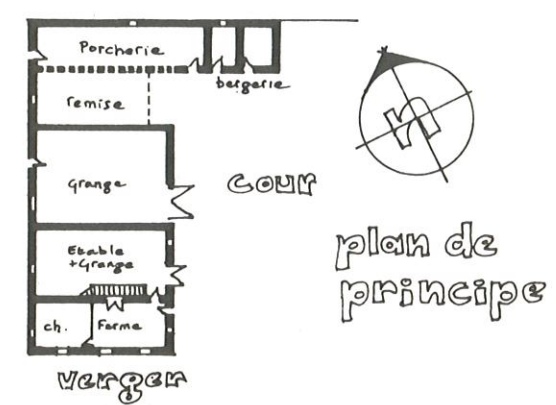 Porcherie
bergerie
remise
grange
cour
plan de
principe
Etable
+Grange
ch.
Ferme
verger